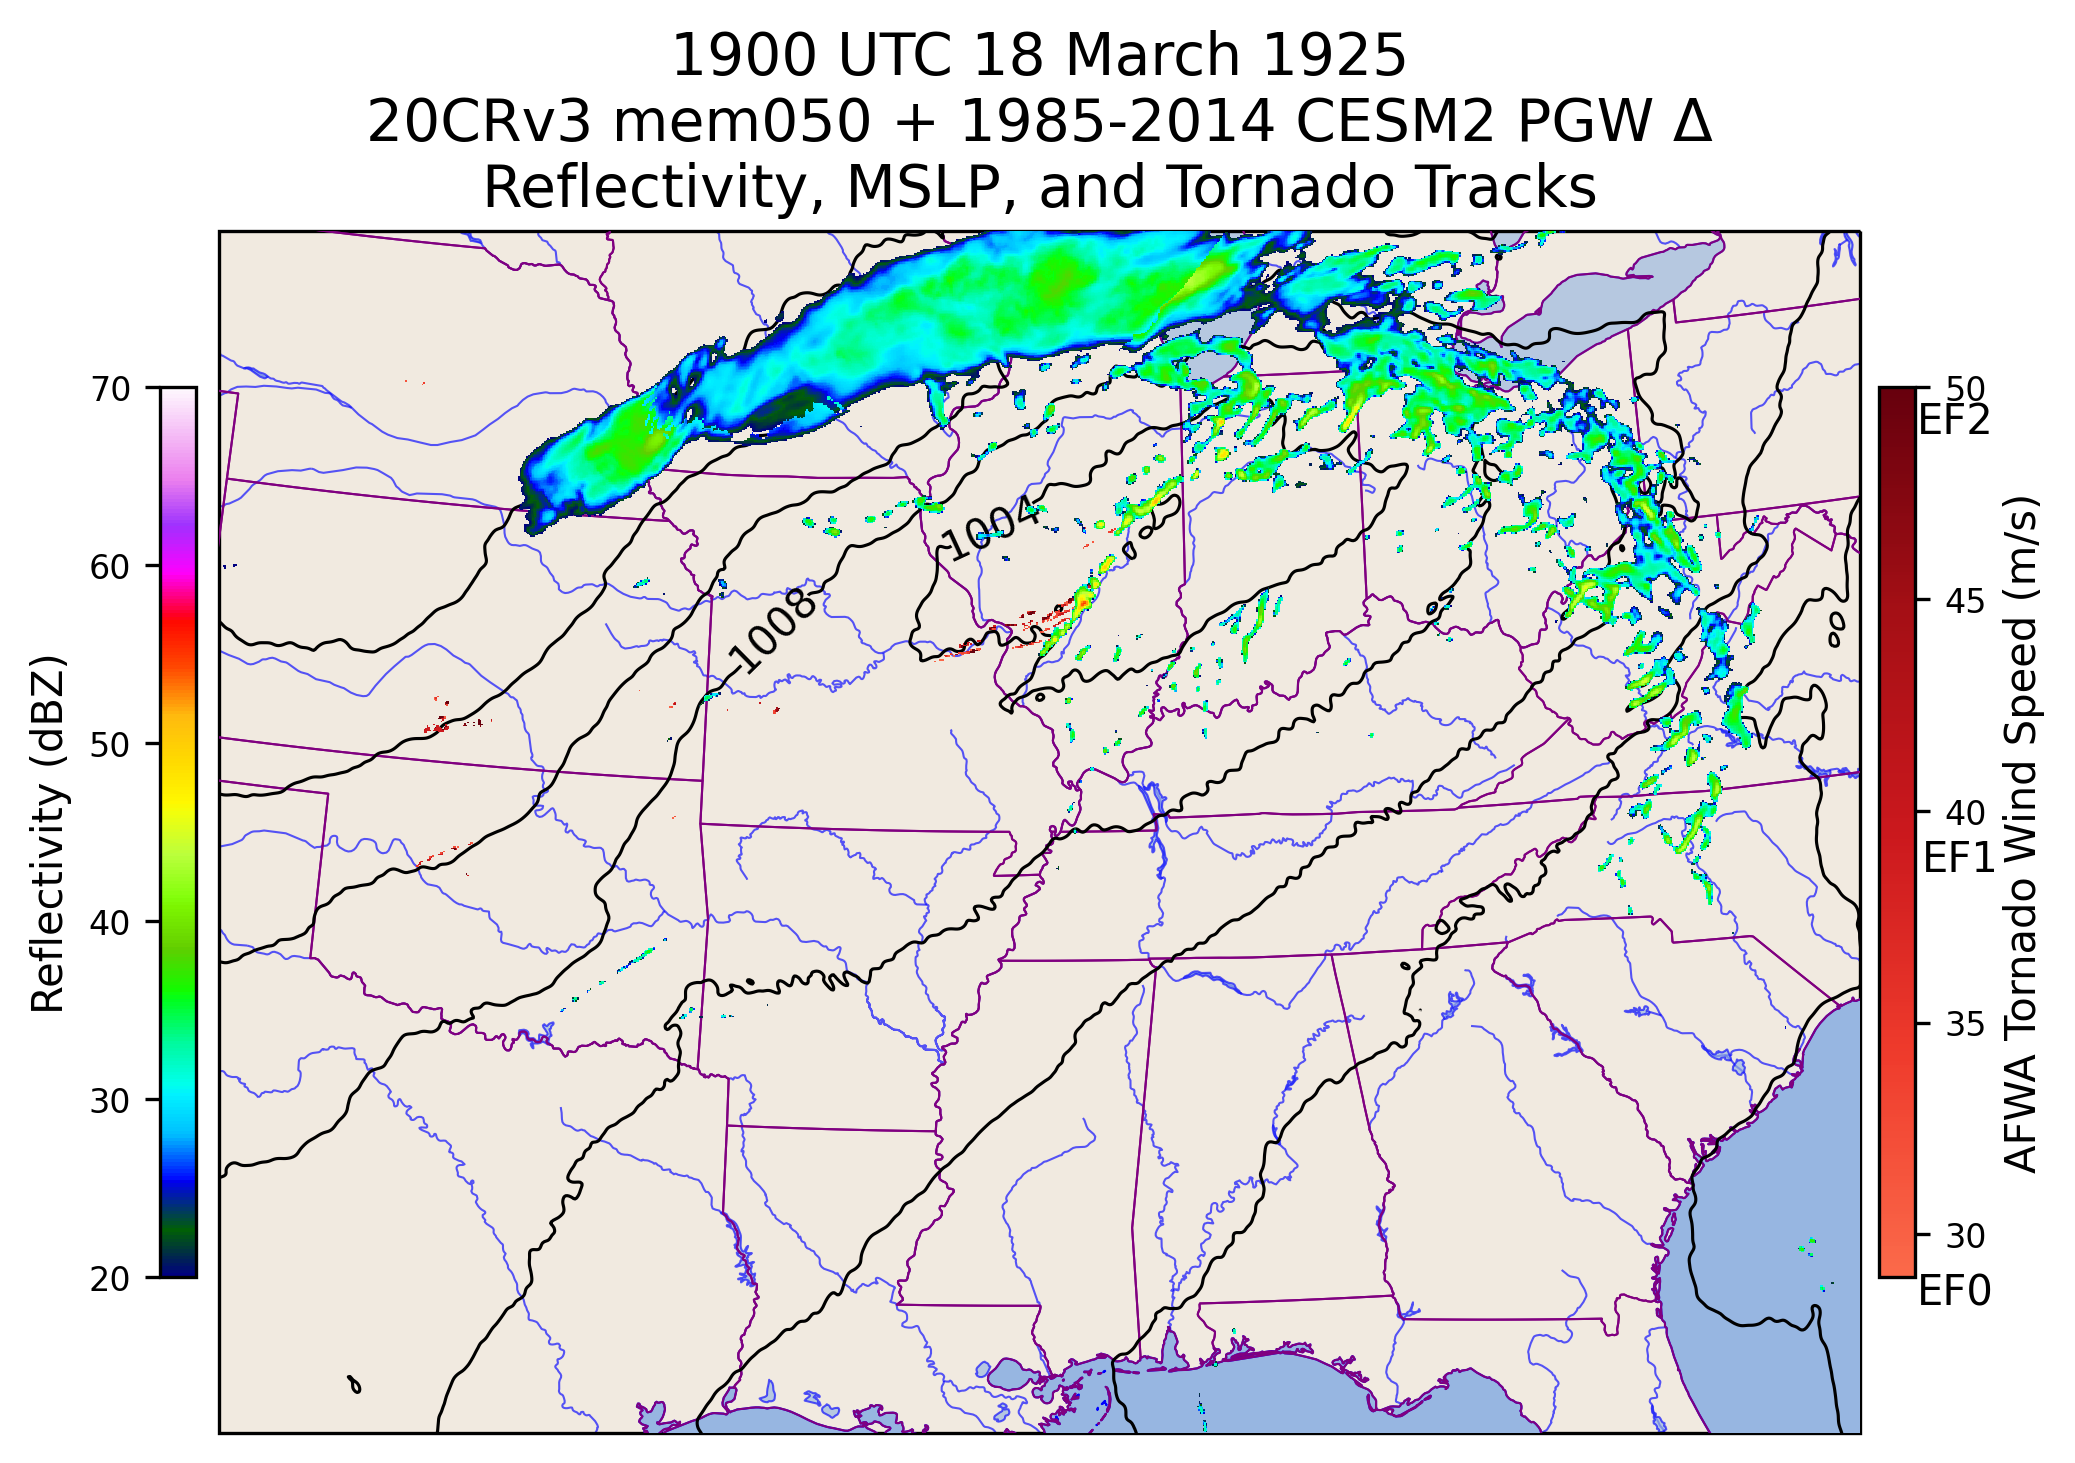 1900 UTC 18 March 1925
20CRv3 mem050 + 1985-2014 CESM2 PGW Δ
Reflectivity, MSLP, and Tornado Tracks
Reflectivity (dBZ)
70
60
50
40
30
20
1004
1008
50
EF2
45
40
EF1
35
30
EF0
AFWA Tornado Wind Speed (m/s)